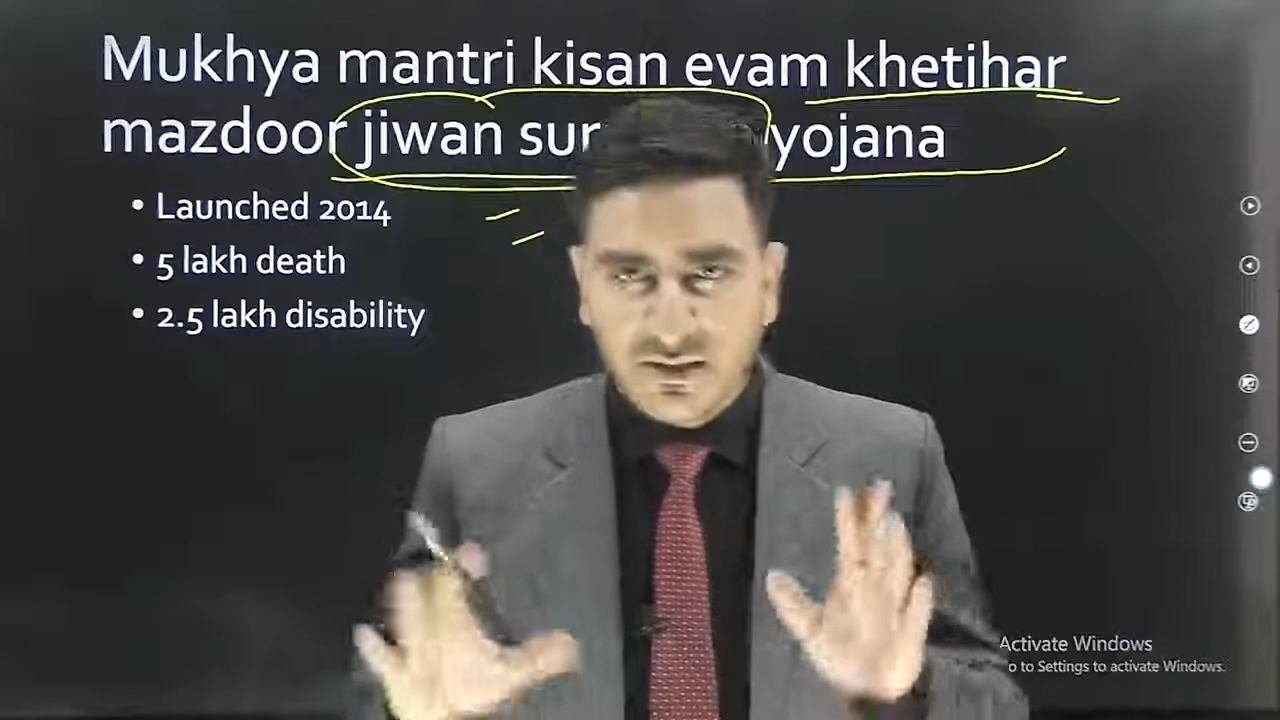 Mukhya mantri kisan evam khetihar
mazdoor jiwan yojana
• Launched 2014
• 5 lakh death
• 2.5 lakh disability
Activate Windows
o to Settings to activate Windows.